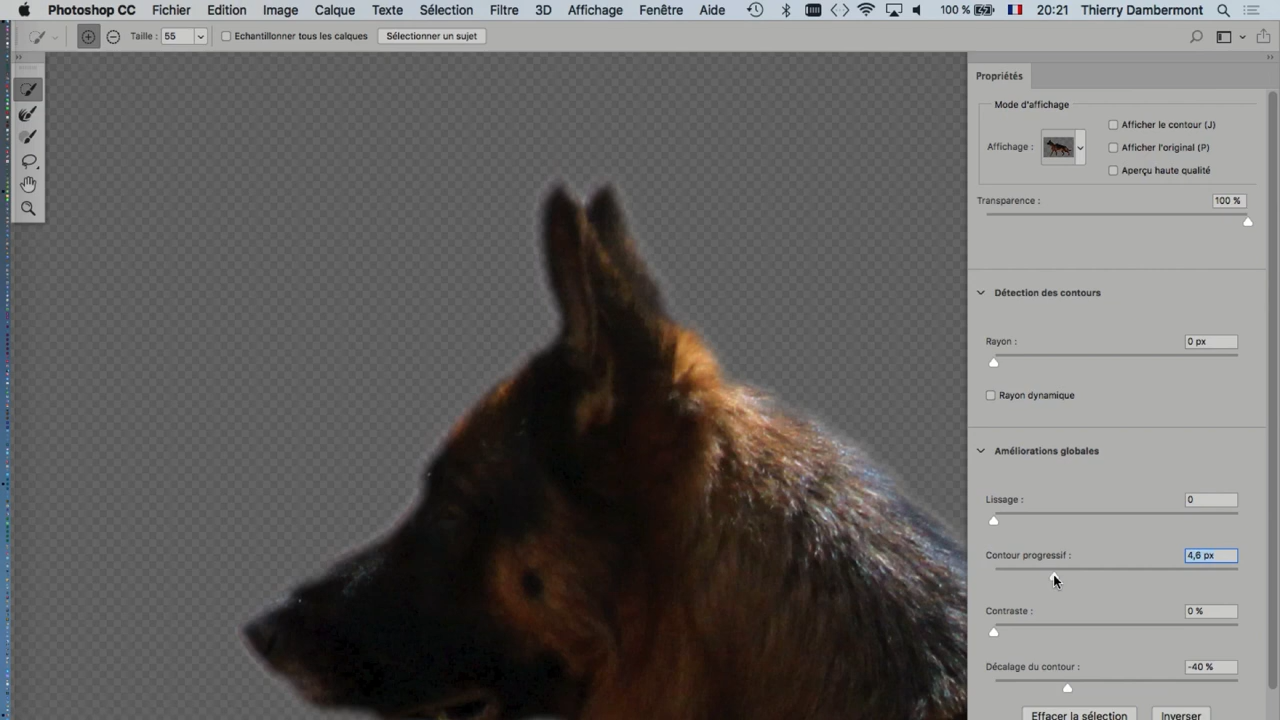 Photoshop CC Fichier Edition Image Calque Texte Sélection Filtre 3D Affichage Fenêtre Aide 100 % 20:21 Thierry Dambermont
Taille : 55 Echantillonner tous les calques Sélectionner un sujet
Propriétés
Mode d'affichage
Affichage :
Afficher le contour (J)
Afficher l'original (P)
Aperçu haute qualité
Transparence : 100 %
Détection des contours
Rayon : 0 px
Rayon dynamique
Améliorations globales
Lissage : 0
Contour progressif : 4,6 px
Contraste : 0 %
Décalage du contour : -40 %
Effacer la sélection Inverser